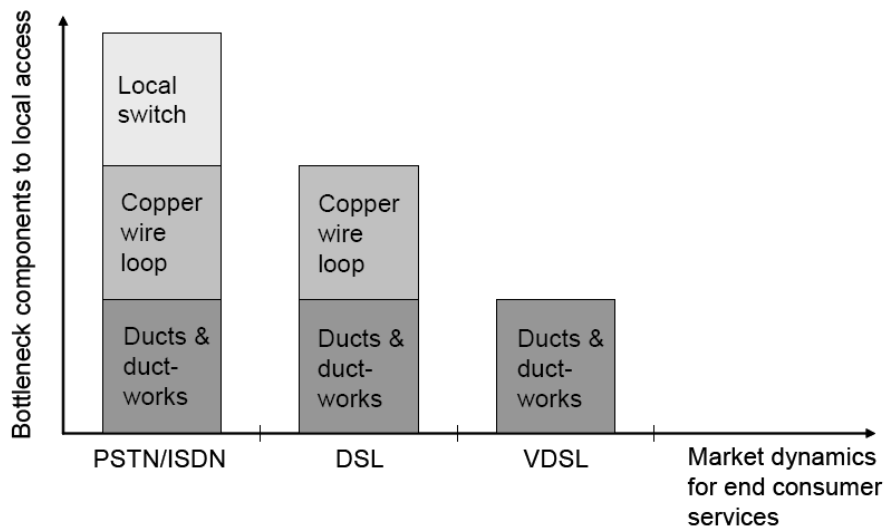 Bottleneck components to local access
Local
switch
Copper
wire
loop
Ducts &
duct-
works
Copper
wire
loop
Ducts &
duct-
works
Ducts &
duct-
works
PSTN/ISDN
DSL
VDSL
Market dynamics
for end consumer
services